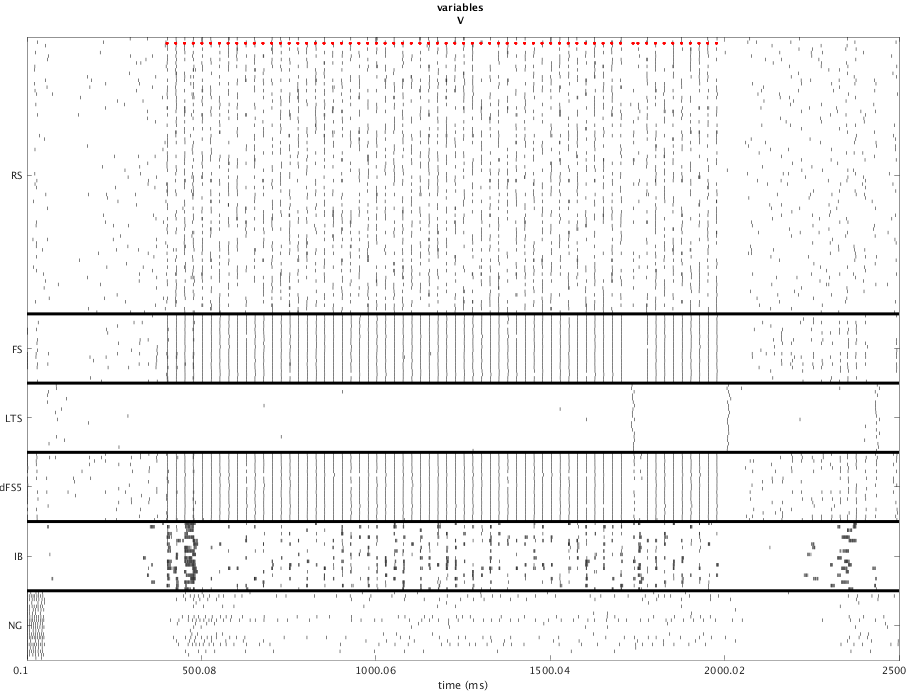 variables
V
RS
FS
LTS
dFS5
IB
NG
0.1
500.08
1000.06
1500.04
2000.02
2500
time (ms)